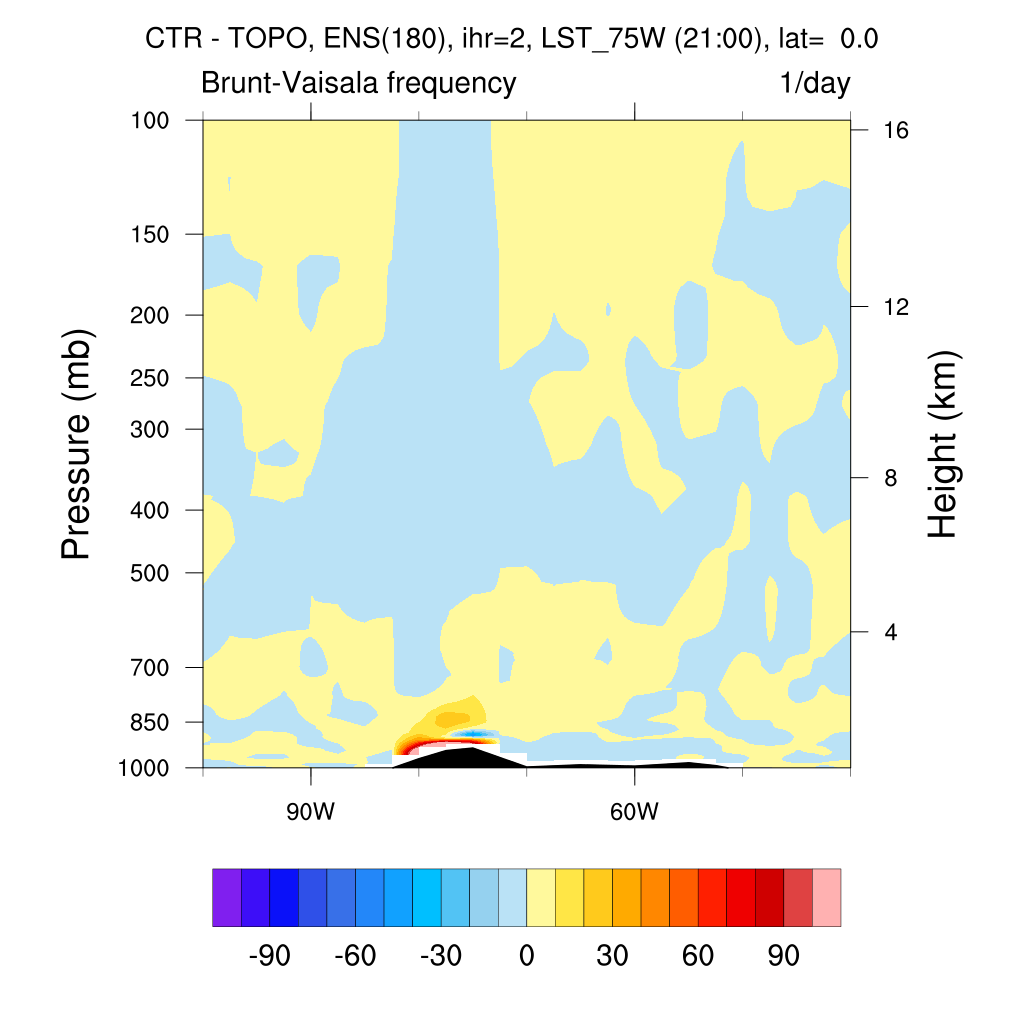 CTR - TOPO, ENS(180), ihr=2, LST_75W (21:00), lat=  0.0
Brunt-Vaisala frequency 1/day
100
150
200
250
300
400
500
700
850
1000
Pressure (mb)
16
12
8
4
Height (km)
90W 60W
-90 -60 -30 0 30 60 90